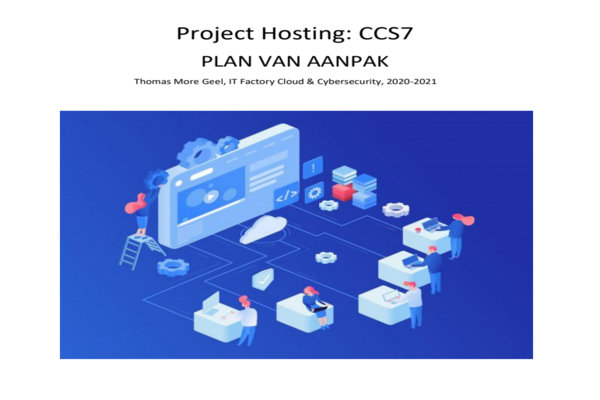 Project Hosting: CCS7
PLAN VAN AANPAK
Thomas More Geel, IT Factory Cloud & Cybersecurity, 2020-2021
!
</>